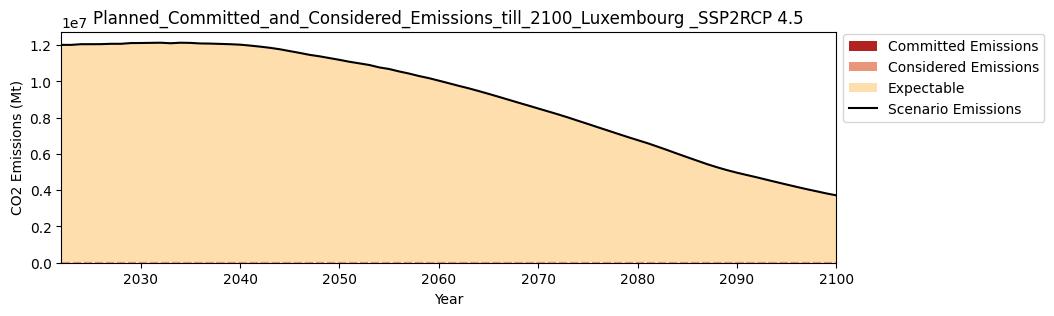 Planned_Committed_and_Considered_Emissions_till_2100_Luxembourg _SSP2RCP 4.5
1e7
1.2
1.0
0.8
0.6
0.4
0.2
0.0
CO2 Emissions (Mt)
2030 2040 2050 2060 2070 2080 2090 2100
Year
Committed Emissions
Considered Emissions
Expectable
Scenario Emissions